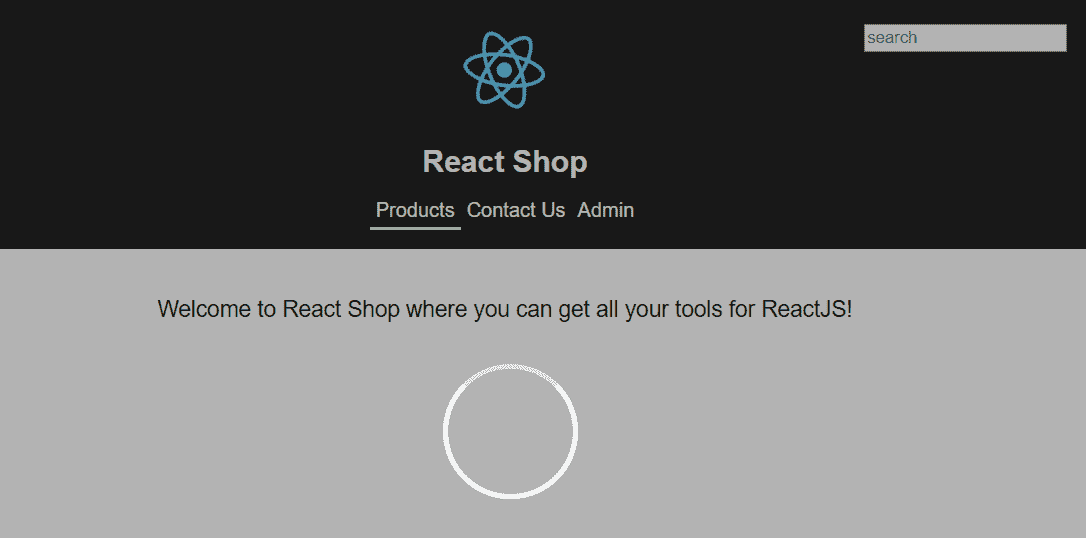 search
React Shop
Products Contact Us Admin
Welcome to React Shop where you can get all your tools for ReactJS!